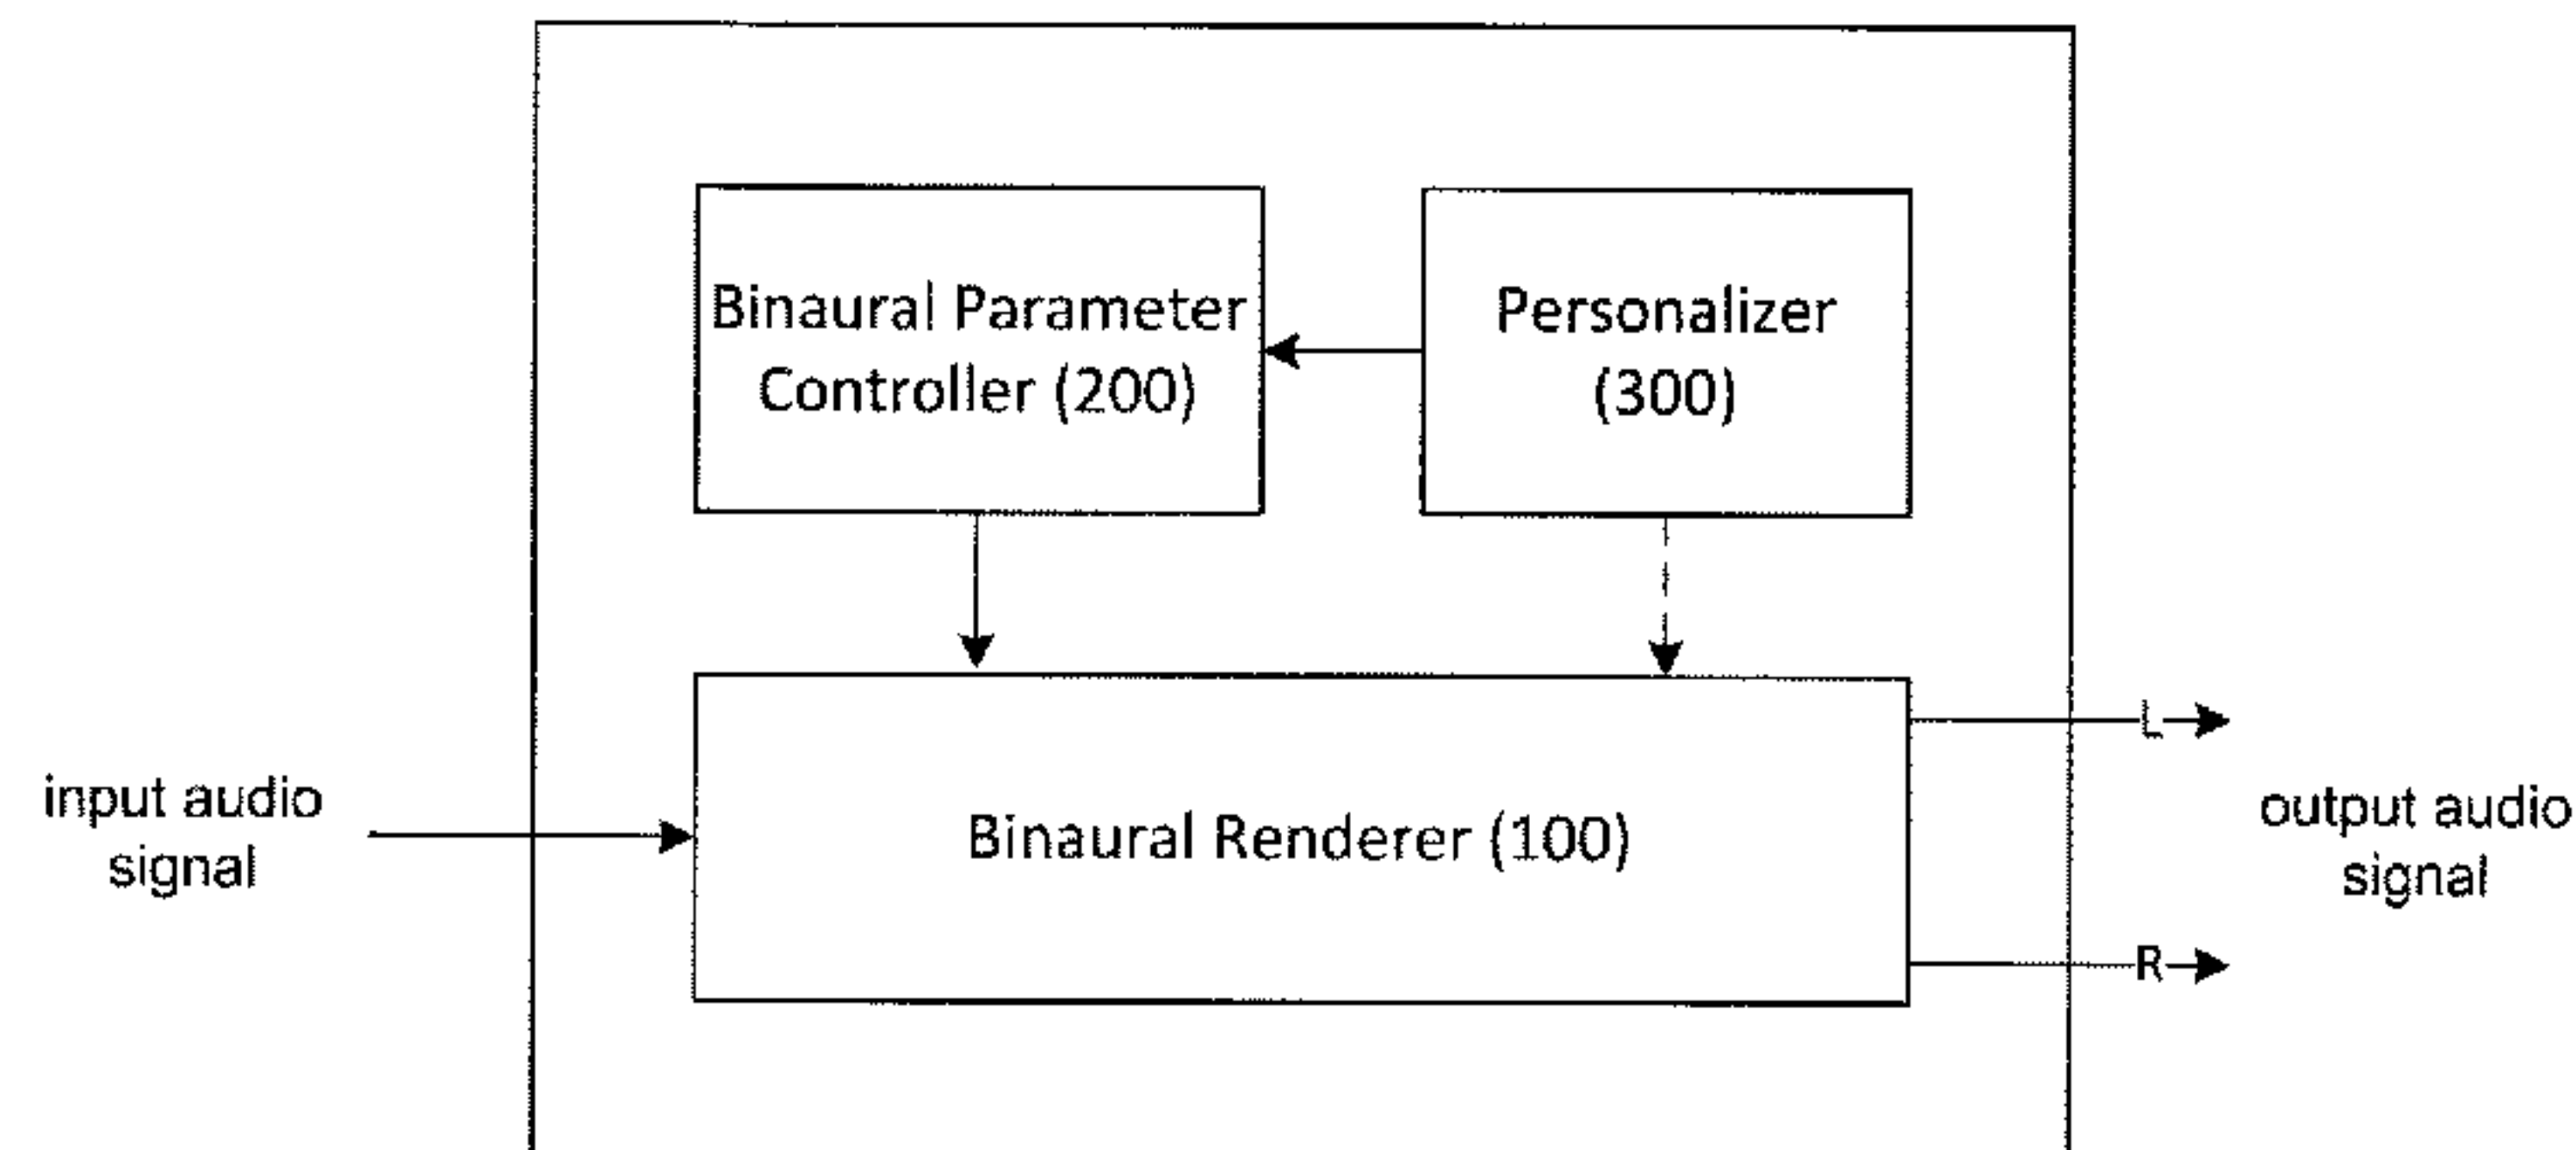 Binaural Parameter
Controller (200)
Personalizer
(300)
input audio
signal
Binaural Renderer (100)
L
R
output audio
signal